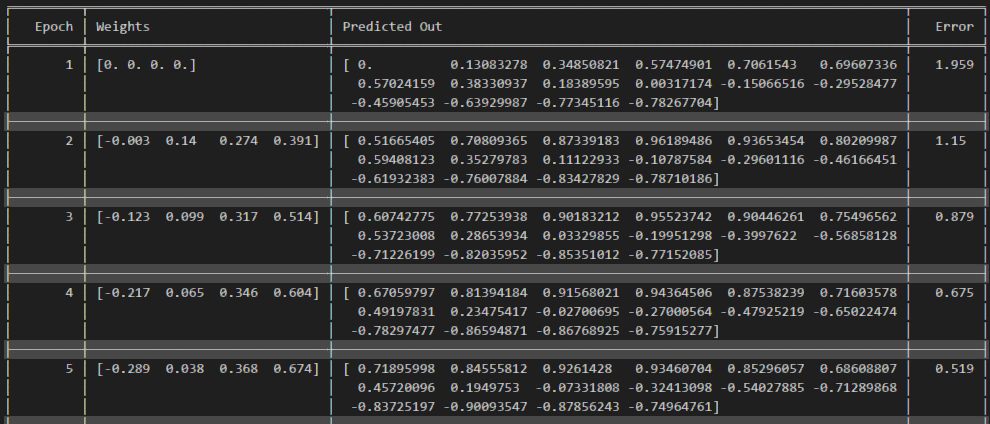 Epoch Weights Predicted Out Error
1 [0. 0. 0. 0.] [ 0. 0.13083278 0.34850821 0.57474901 0.7061543 0.69607336 1.959
0.57024159 0.38330937 0.18389595 0.00317174 -0.15066516 -0.29528477
-0.45905453 -0.63929987 -0.77345116 -0.78267704]
2 [-0.003 0.14 0.274 0.391] [ 0.51665405 0.70809365 0.87339183 0.96189486 0.93653454 0.80209987 1.15
0.59408123 0.35279783 0.11122933 -0.10787584 -0.29601116 -0.46166451
-0.61932383 -0.76007884 -0.83427829 -0.78710186]
3 [-0.123 0.099 0.317 0.514] [ 0.60742775 0.77253938 0.90183212 0.95523742 0.90446261 0.75496562 0.879
0.53723008 0.28653934 0.03329855 -0.19951298 -0.3997622 -0.56858128
-0.71226199 -0.82035952 -0.85351012 -0.77152085]
4 [-0.217 0.065 0.346 0.604] [ 0.67059797 0.81394184 0.91568021 0.94364506 0.87538239 0.71603578 0.675
0.49197831 0.23475417 -0.02700695 -0.27000564 -0.47925219 -0.65022474
-0.78297477 -0.86594871 -0.86768925 -0.75915277]
5 [-0.289 0.038 0.368 0.674] [ 0.71895998 0.84555812 0.9261428 0.93460704 0.85296057 0.68608807 0.519
0.45720096 0.1949753 -0.07331808 -0.32413098 -0.54027885 -0.71289868
-0.83725197 -0.90093547 -0.87856243 -0.74964761]